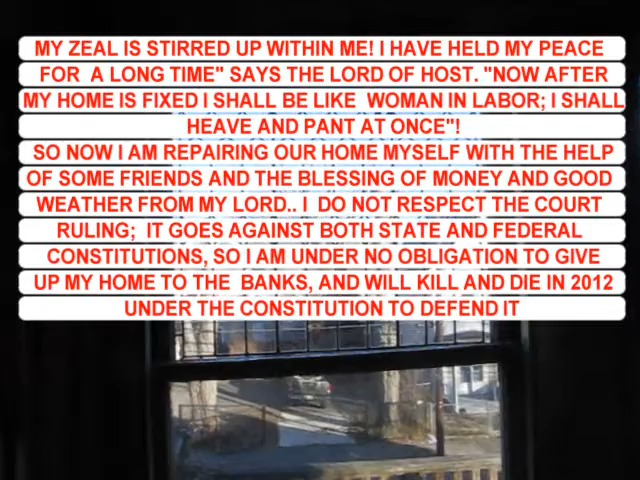 MY ZEAL IS STIRRED UP WITHIN ME! I HAVE HELD MY PEACE
FOR A LONG TIME" SAYS THE LORD OF HOST. "NOW AFTER
MY HOME IS FIXED I SHALL BE LIKE WOMAN IN LABOR; I SHALL
HEAVE AND PANT AT ONCE"!
SO NOW I AM REPAIRING OUR HOME MYSELF WITH THE HELP
OF SOME FRIENDS AND THE BLESSING OF MONEY AND GOOD
WEATHER FROM MY LORD.. I DO NOT RESPECT THE COURT
RULING; IT GOES AGAINST BOTH STATE AND FEDERAL
CONSTITUTIONS, SO I AM UNDER NO OBLIGATION TO GIVE
UP MY HOME TO THE BANKS, AND WILL KILL AND DIE IN 2012
UNDER THE CONSTITUTION TO DEFEND IT